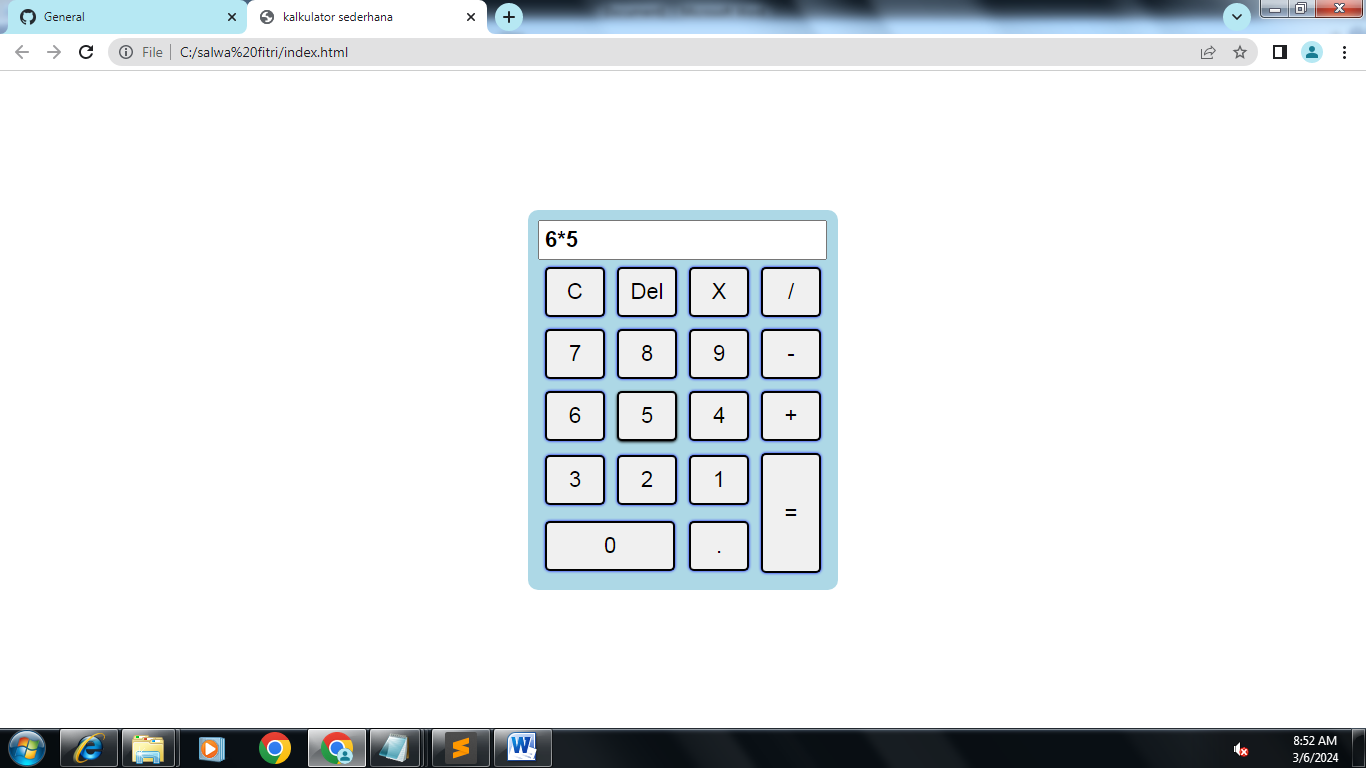 General
kalkulator sederhana
File
C:/salwa%20fitri/index.html
6*5
C Del X /
7 8 9 -
6 5 4 +
3 2 1
=
0 .
8:52 AM
3/6/2024